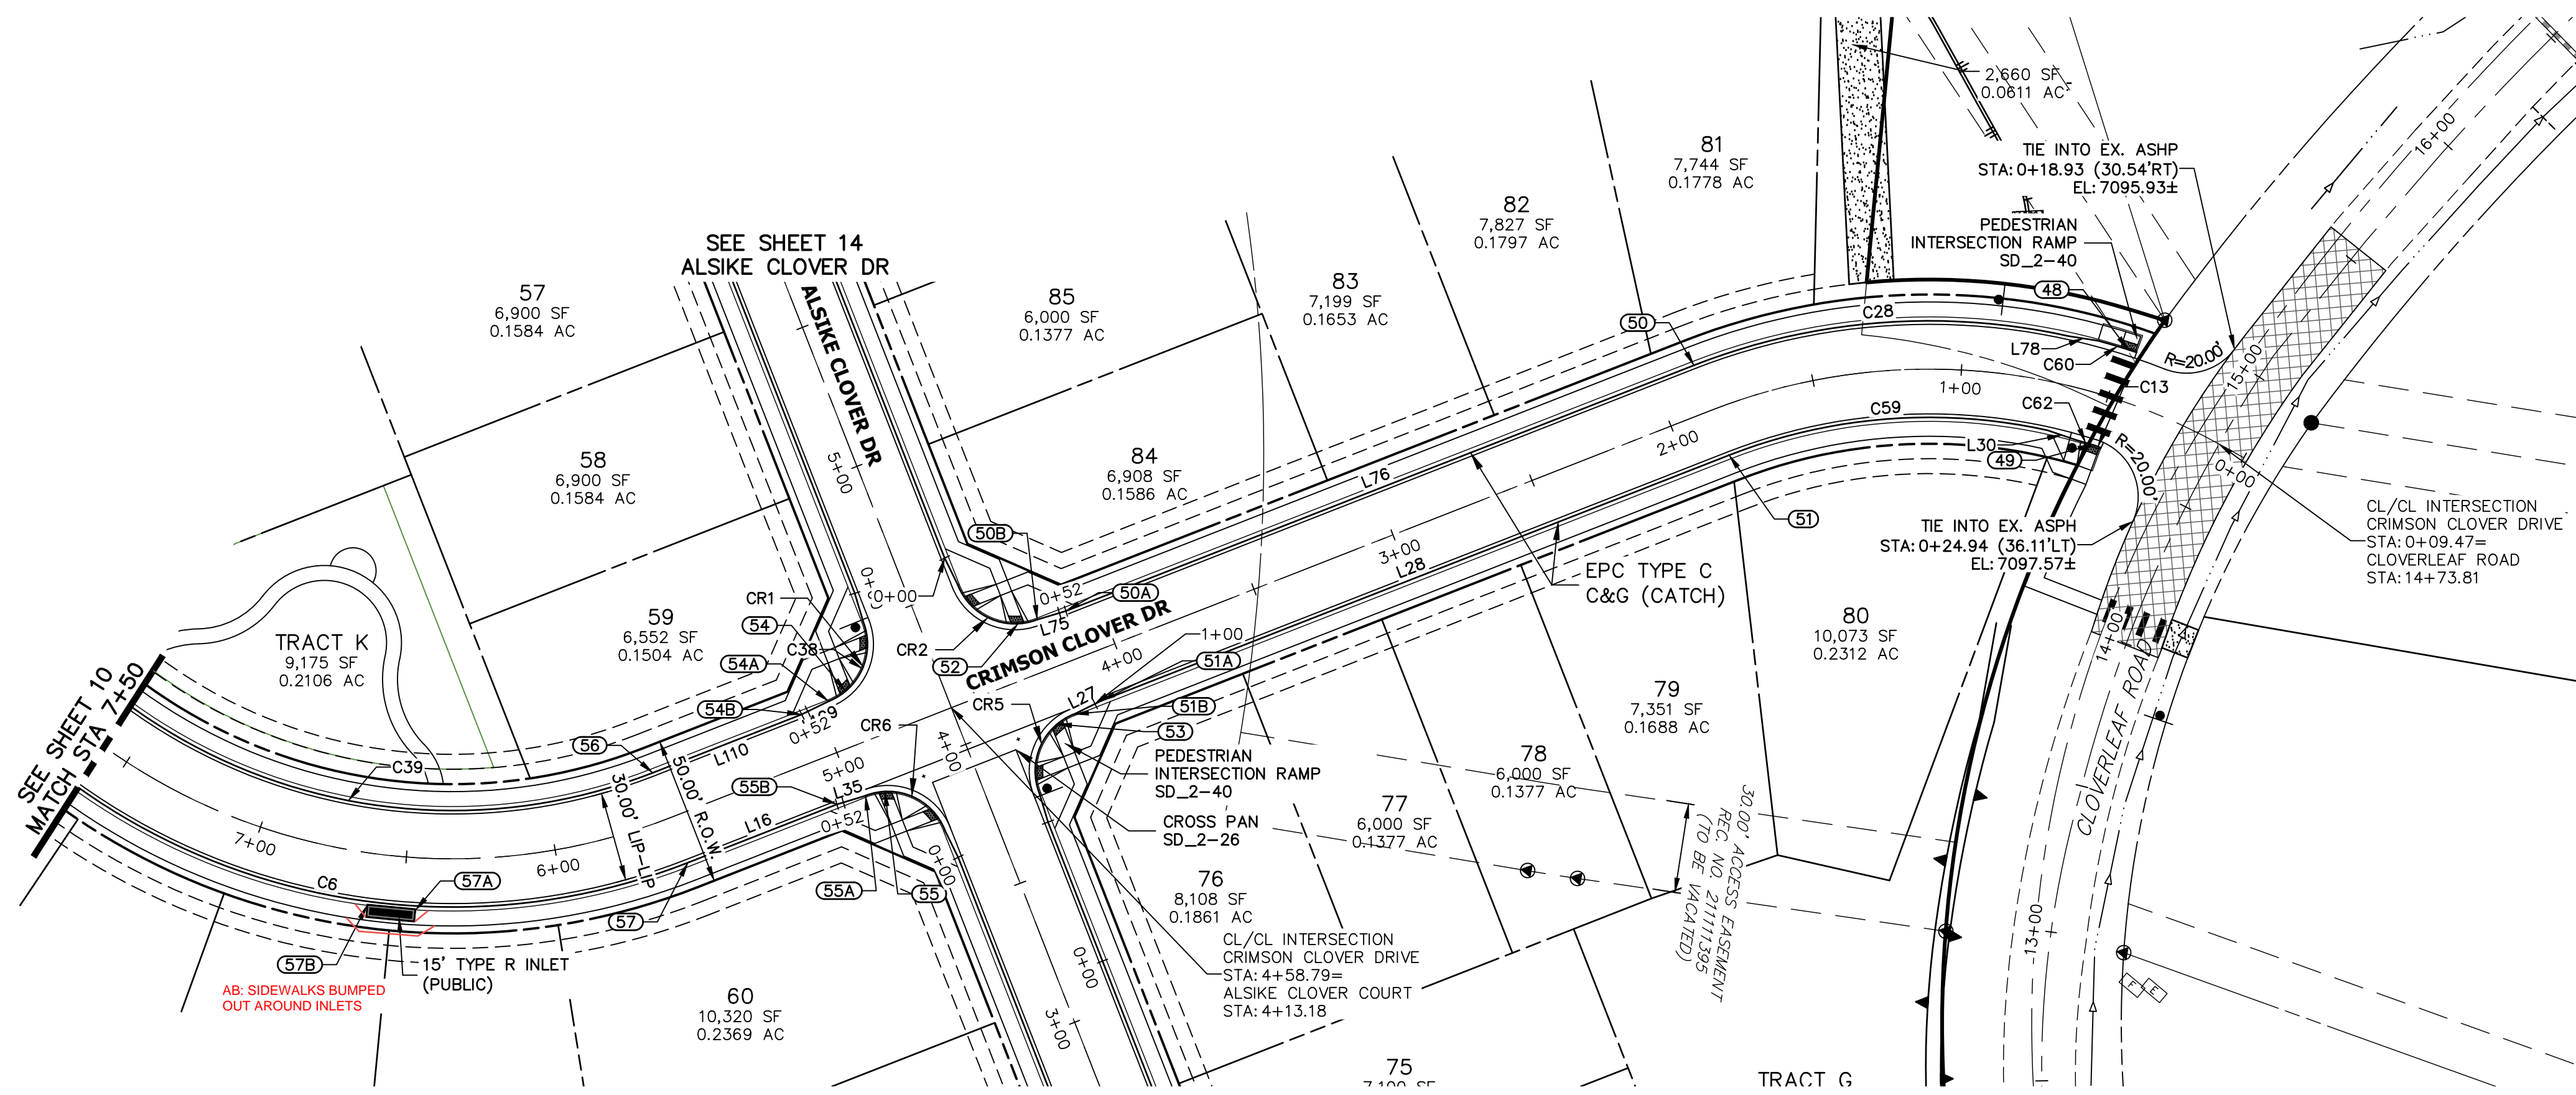 2,660 SF
0.0611 AC
81
7,744 SF
0.1778 AC
TIE INTO EX. ASHP
STA: 0+18.93 (30.54'RT)
EL: 7095.93±
16+00
82
7,827 SF
0.1797 AC
PEDESTRIAN
INTERSECTION RAMP
SD_2-40
SEE SHEET 14
ALSIKE CLOVER DR
83
7,199 SF
0.1653 AC
85
6,000 SF
0.1377 AC
57
6,900 SF
0.1584 AC
ALSIKE CLOVER DR
48
50
C28
L78
C60
R=20.00'
15+00
C13
1+00
C62
C59
2+00
L30
49
R=20.00'
0+00
58
6,900 SF
0.1584 AC
5+00
84
6,908 SF
0.1586 AC
L76
50B
51
3+00
L28
TIE INTO EX. ASPH
STA: 0+24.94 (36.11'LT)
EL: 7097.57±
CL/CL INTERSECTION
CRIMSON CLOVER DRIVE
STA: 0+09.47=
CLOVERLEAF ROAD
STA: 14+73.81
EPC TYPE C
C&G (CATCH)
CR1
0+00
0+52
50A
L75
59
6,552 SF
0.1504 AC
54
C38
54A
CR2
52
CRIMSON CLOVER DR
4+00
1+00
51A
80
10,073 SF
0.2312 AC
14+00
TRACT K
9,175 SF
0.2106 AC
SEE SHEET 10
MATCH STA 7+50
54B
0+52
L27
CR5
51B
53
79
7,351 SF
0.1688 AC
CLOVERLEAF ROAD
56
L110
CR6
4+00
PEDESTRIAN
INTERSECTION RAMP
SD_2-40
78
6,000 SF
0.1377 AC
C39
30.00' LIP-LIP
50.00' R.O.W.
5+00
55B
L35
0+52
L16
CROSS PAN
SD_2-26
77
6,000 SF
0.1377 AC
30.00' ACCESS EASEMENT
REC. NO. 211111395
(TO BE VACATED)
7+00
6+00
C6
57A
0+00
55A
55
57
76
8,108 SF
0.1861 AC
13+00
57B
15' TYPE R INLET
(PUBLIC)
AB: SIDEWALKS BUMPED
OUT AROUND INLETS
CL/CL INTERSECTION
CRIMSON CLOVER DRIVE
STA: 4+58.79=
ALSIKE CLOVER COURT
STA: 4+13.18
0+00
3+00
60
10,320 SF
0.2369 AC
F
E
75
TRACT G